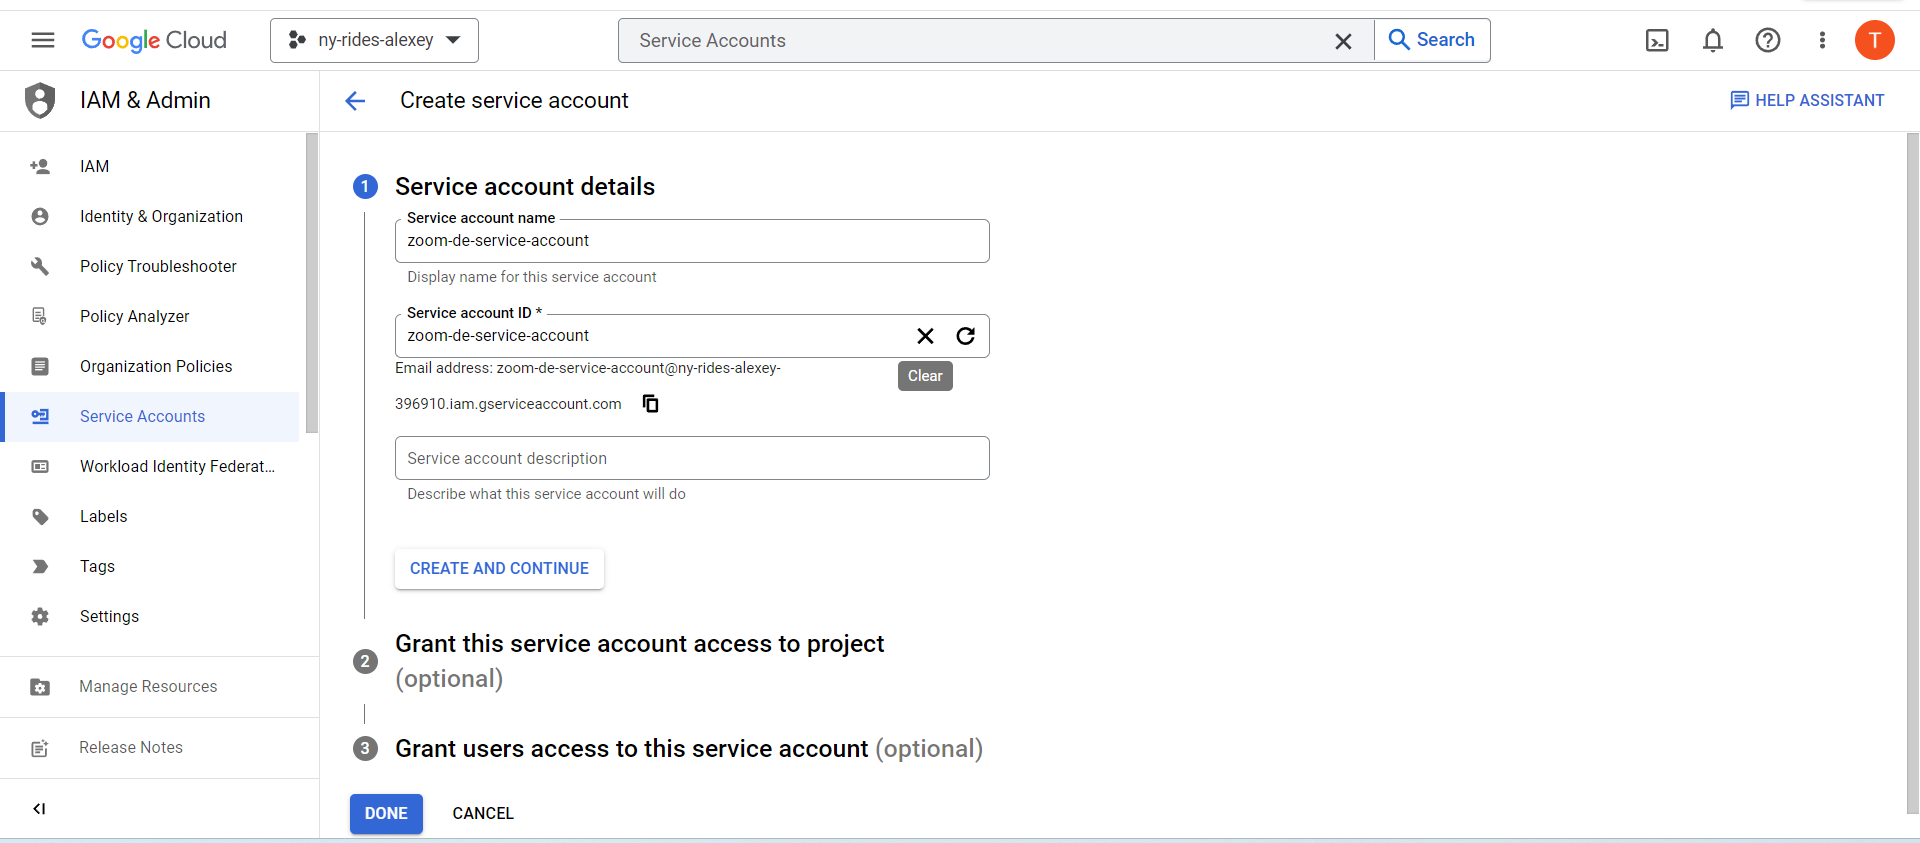 Google Cloud
ny-rides-alexey
Service Accounts
Search
T
IAM & Admin
Create service account
HELP ASSISTANT
IAM
Identity & Organization
Policy Troubleshooter
Policy Analyzer
Organization Policies
Service Accounts
Workload Identity Federat...
Labels
Tags
Settings
Manage Resources
Release Notes
1
Service account details
Service account name
zoom-de-service-account
Display name for this service account
Service account ID *
zoom-de-service-account
Email address: zoom-de-service-account@ny-rides-alexey-
396910.iam.gserviceaccount.com
Clear
Service account description
Describe what this service account will do
CREATE AND CONTINUE
2
Grant this service account access to project
(optional)
3
Grant users access to this service account (optional)
DONE
CANCEL